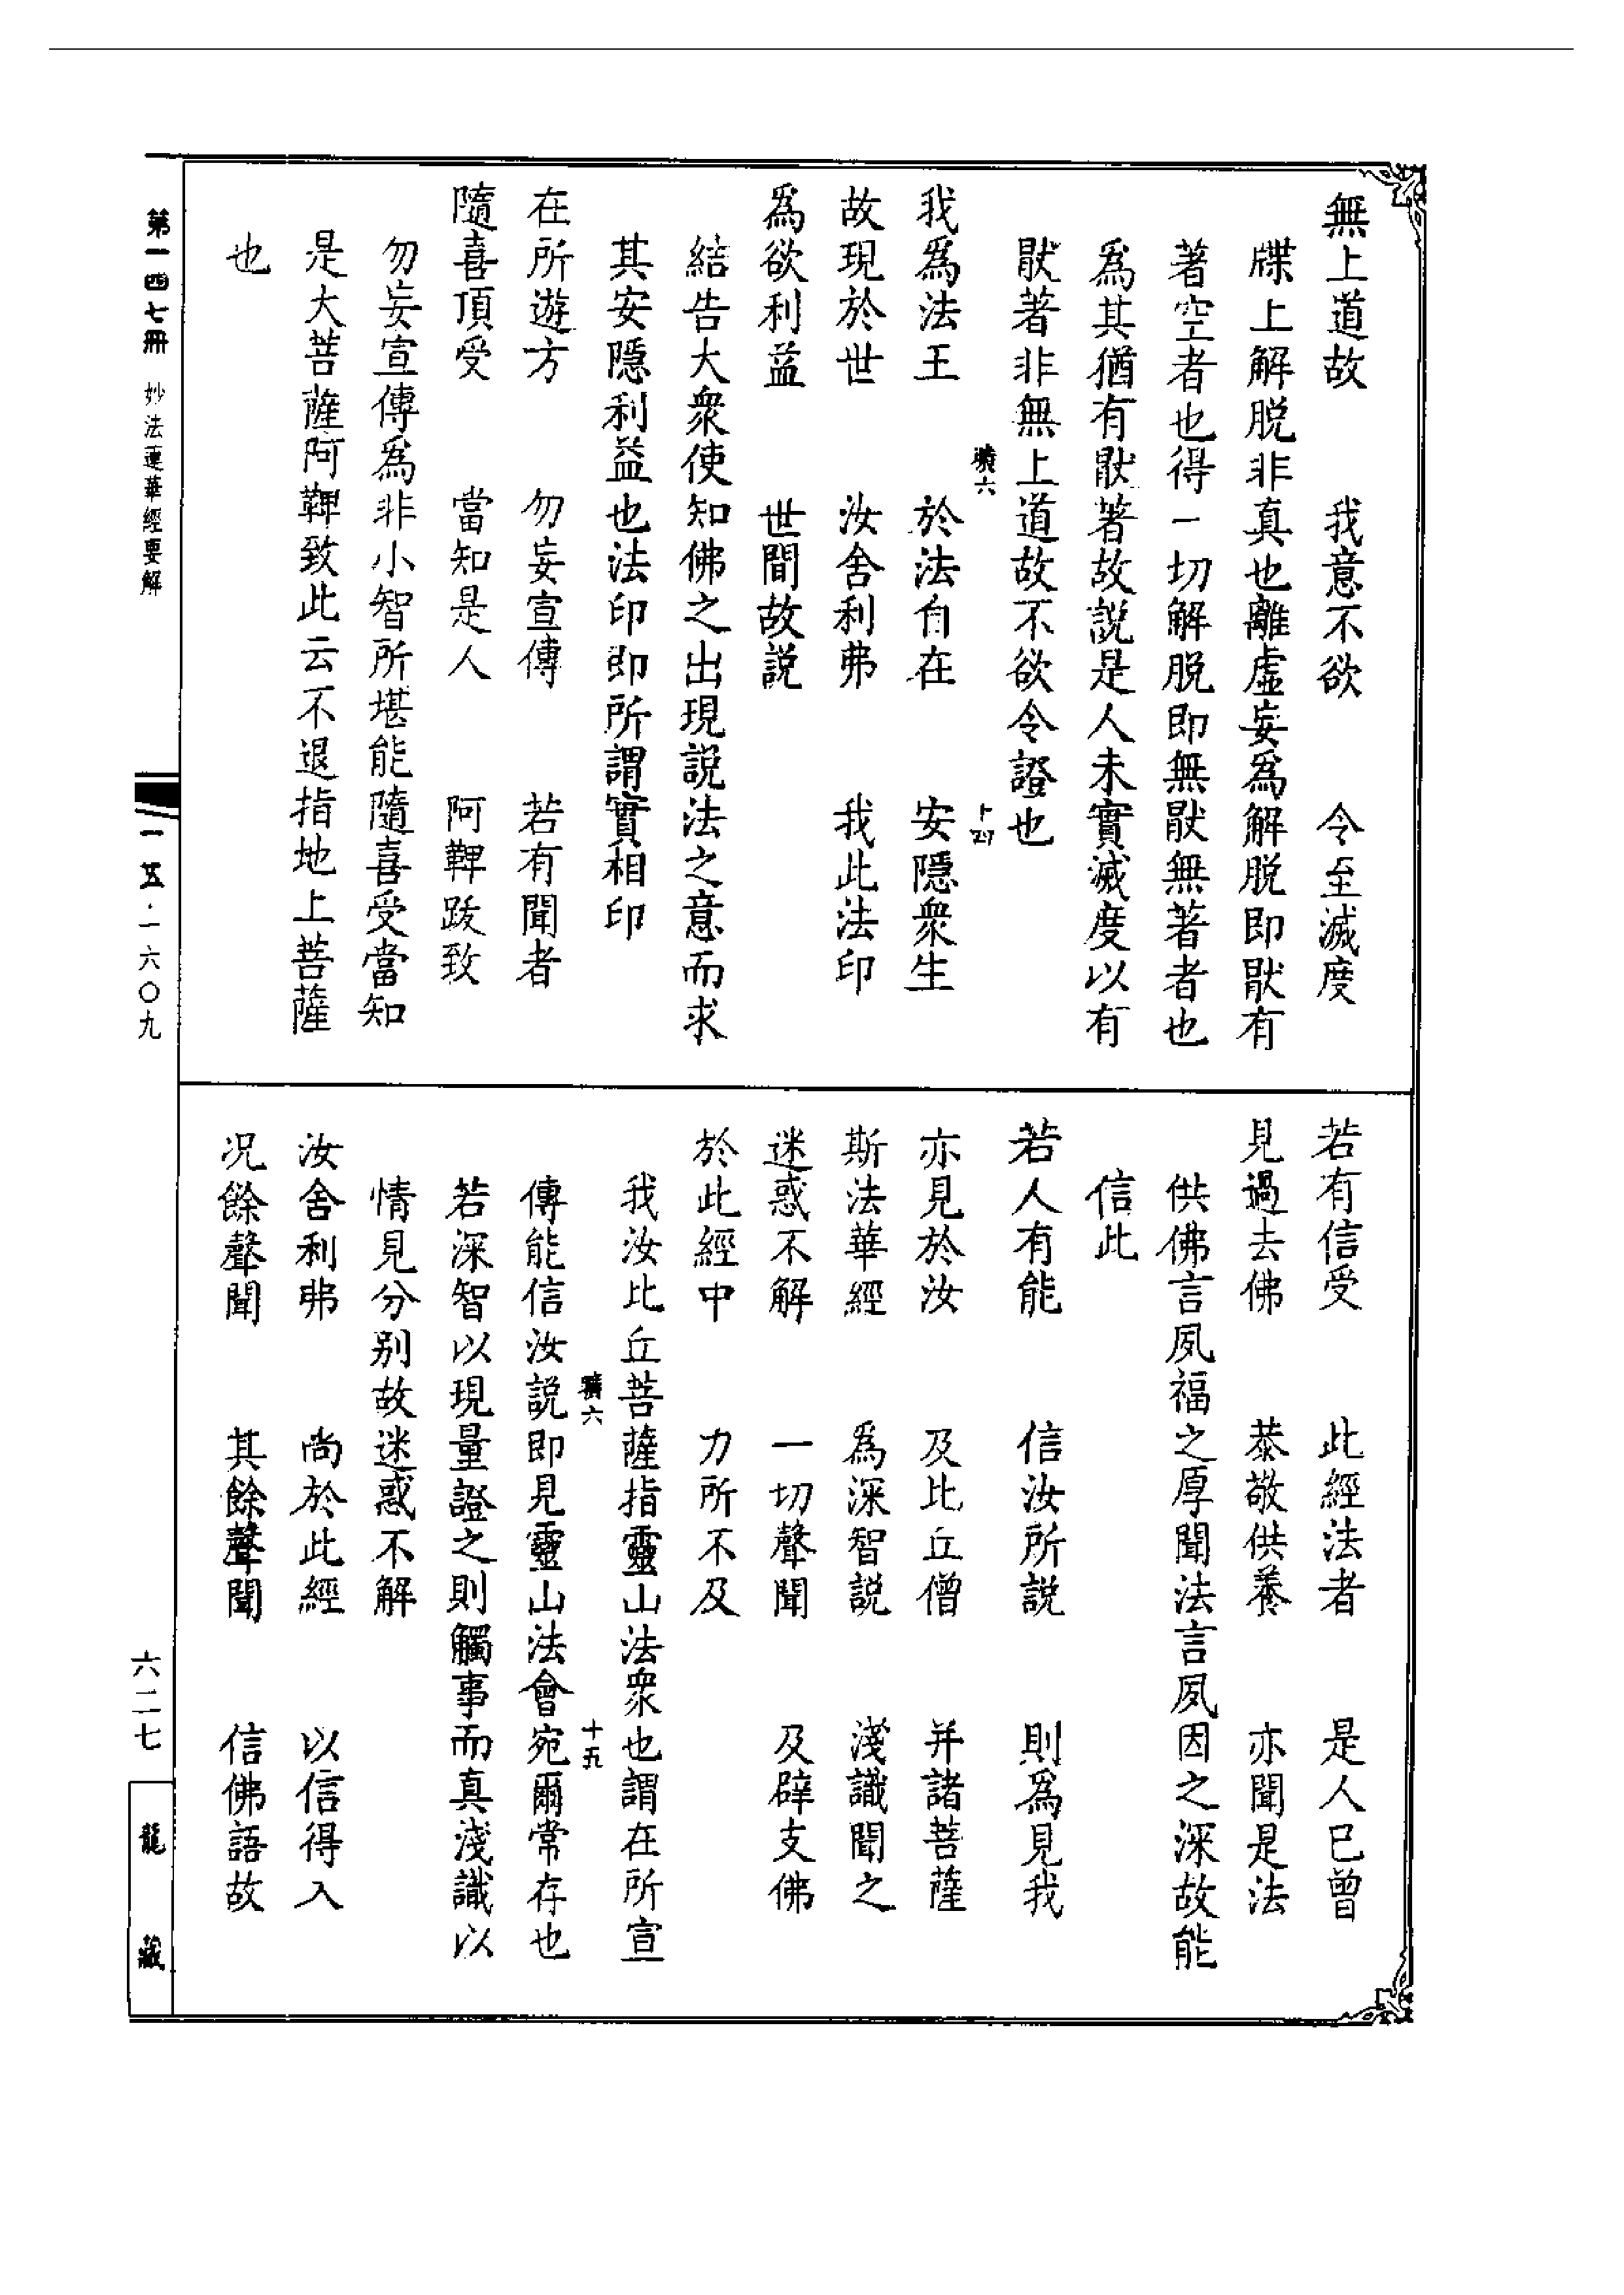 無上道故　我意不欲　令至滅度
牒上解脱非真也離虛妄爲解脱即猒有
著空者也得一切解脱即無猒無著者也
爲其猶有猒著故説是人未實滅度以有
猒著非無上道故不欲令證也
六
十四
我爲法王　於法自在　安隱衆生
故現於世　汝舍利弗　我此法印
爲欲利益　世間故説
結告大衆使知佛之出現説法之意而求
其安隱利益也法印即所謂實相印
在所遊方　勿妄宣傳　若有聞者
隨喜頂受　當知是人　阿鞞跋致
勿妄宣傳爲非小智所堪能隨喜受當知
是大菩薩阿鞞致此云不退指地上菩薩
也
若有信受　此經法者　是人已曾
見過去佛　恭敬供養　亦聞是法
供佛言夙福之厚聞法言夙因之深故能
信此
若人有能　信汝所説　則爲見我
亦見於汝　及比丘僧　并諸菩薩
斯法華經　爲深智説　淺識聞之
迷惑不解　一切聲聞　及辟支佛
於此經中　力所不及
我汝比丘菩薩指靈山法衆也謂在所宣
六
十五
傳能信汝説即見靈山法會宛爾常存也
若深智以現量證之則觸事而真淺識以
情見分别故迷惑不解
汝舍利弗　尚於此經　以信得入
况餘聲聞　其餘聲聞　信佛語故
第一四七冊　妙法蓮華經要解
一五·一六〇九
六二七
龍藏